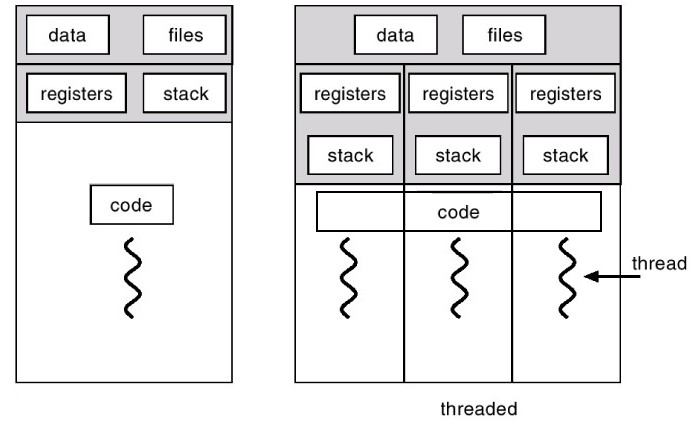 data files
registers stack
code
data files
registers registers registers
stack stack stack
code
thread
threaded